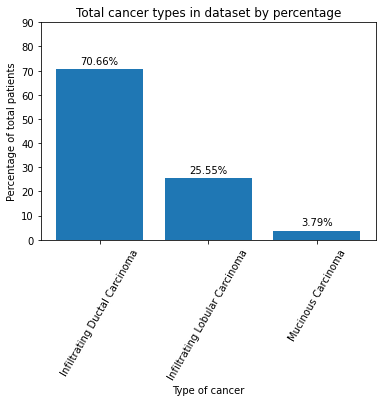 Total cancer types in dataset by percentage
Percentage of total patients
90
80
70
60
50
40
30
20
10
0
70.66%
25.55%
3.79%
Infiltrating Ductal Carcinoma
Infiltrating Lobular Carcinoma
Mucinous Carcinoma
Type of cancer